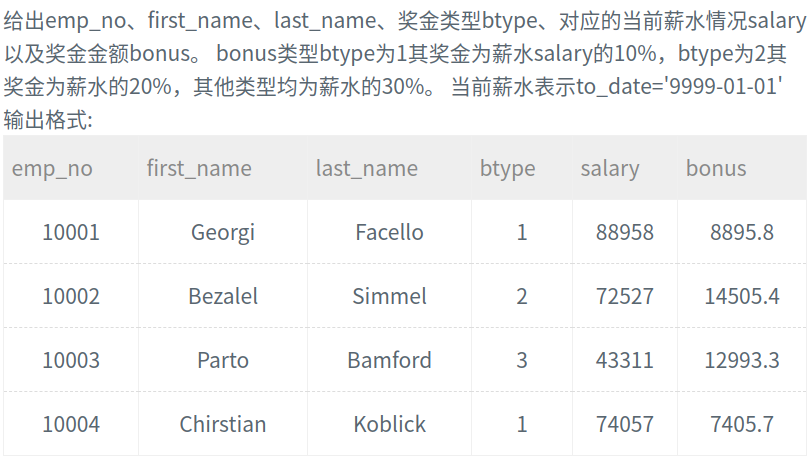 给出emp_no、first_name、last_name、奖金类型btype、对应的当前薪水情况salary
以及奖金金额bonus。 bonus类型btype为1其奖金为薪水salary的10%，btype为2其
奖金为薪水的20%，其他类型均为薪水的30%。 当前薪水表示to_date='9999-01-01'
输出格式:
emp_no first_name last_name btype salary bonus
10001 Georgi Facello 1 88958 8895.8
10002 Bezalel Simmel 2 72527 14505.4
10003 Parto Bamford 3 43311 12993.3
10004 Chirstian Koblick 1 74057 7405.7